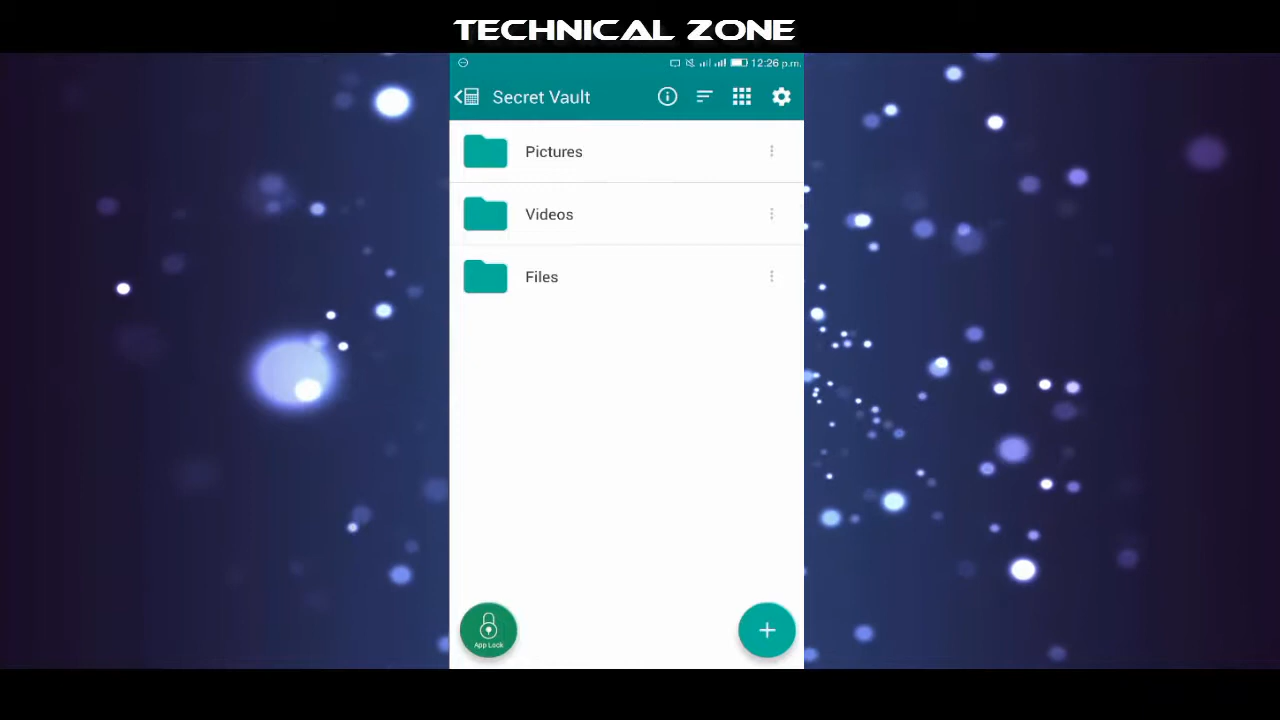 TECHNICAL ZONE
12:26 p.m.
Secret Vault
Pictures
Videos
Files
App Lock